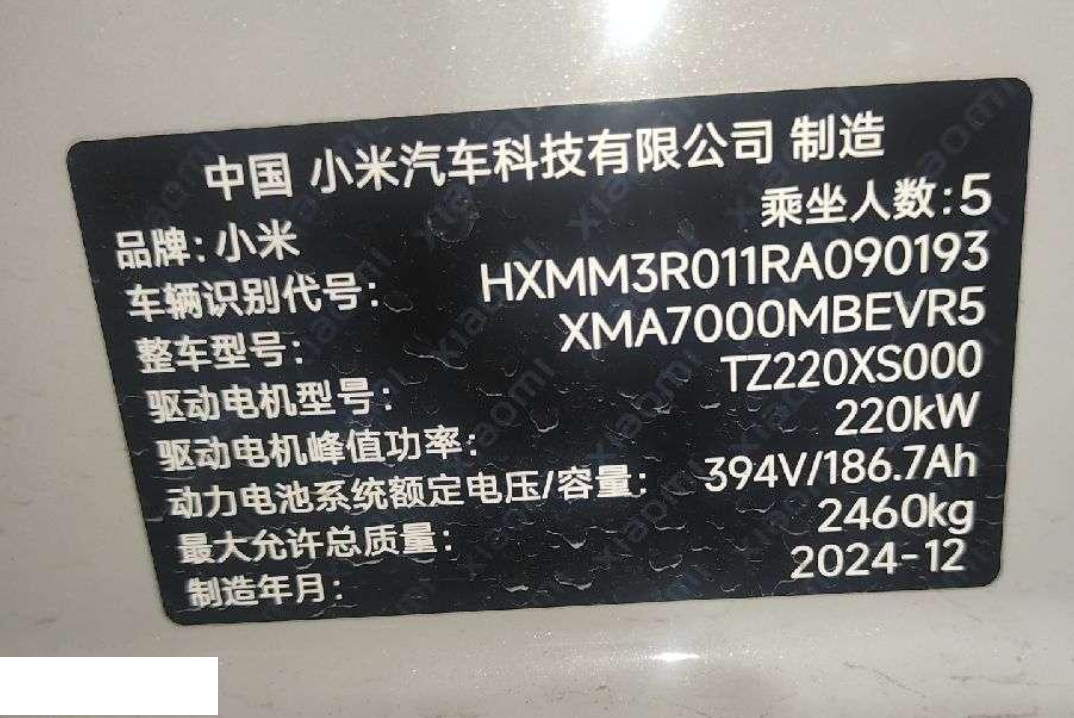 中国 小米汽车科技有限公司 制造
品牌:小米 乘坐人数:5
车辆识别代号: HXMM3R011RA090193
整车型号: XMA7000MBEVR5
驱动电机型号: TZ220XS000
驱动电机峰值功率: 220kW
动力电池系统额定电压/容量: 394V/186.7Ah
最大允许总质量: 2460kg
制造年月: 2024-12